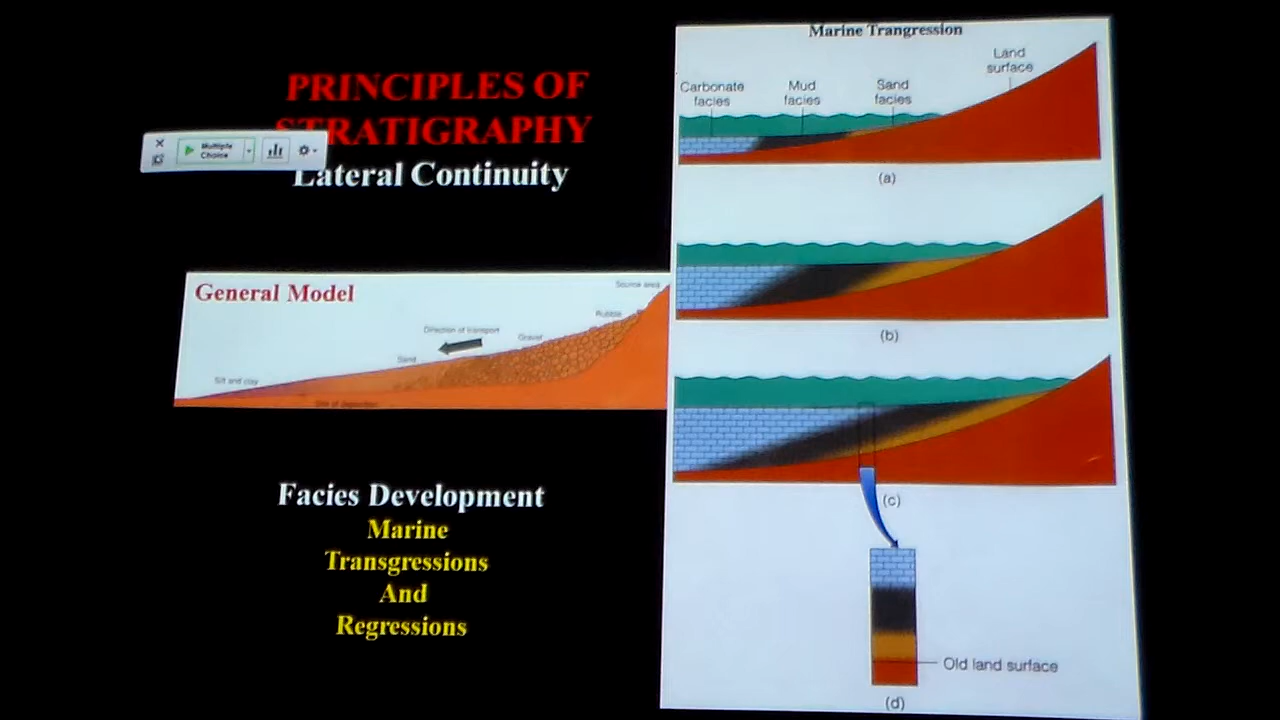 PRINCIPLES OF
STRATIGRAPHY
Multiple
Choice
Lateral Continuity
General Model
Source area
Rubble
Direction of transport
Gravel
Sand
Silt and clay
Site of deposition
Facies Development
Marine
Transgressions
And
Regressions
Marine Trangression
Land
surface
Carbonate
facies
Mud
facies
Sand
facies
(a)
(b)
(c)
Old land surface
(d)